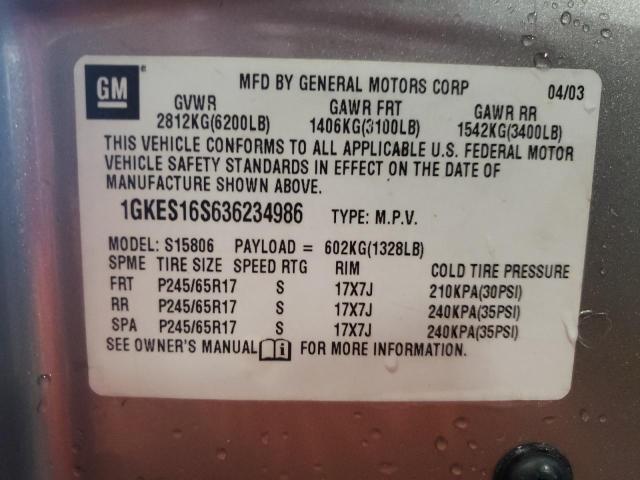 GM ® MFD BY GENERAL MOTORS CORP 04/03
GVWR GAWR FRT GAWR RR
2812KG(6200LB) 1406KG(3100LB) 1542KG(3400LB)
THIS VEHICLE CONFORMS TO ALL APPLICABLE U.S. FEDERAL MOTOR
VEHICLE SAFETY STANDARDS IN EFFECT ON THE DATE OF
MANUFACTURE SHOWN ABOVE.
1GKES16S636234986 TYPE: M.P.V.
MODEL: S15806 PAYLOAD = 602KG(1328LB)
SPME TIRE SIZE SPEED RTG RIM COLD TIRE PRESSURE
FRT P245/65R17 S 17X7J 210KPA(30PSI)
RR P245/65R17 S 17X7J 240KPA(35PSI)
SPA P245/65R17 S 17X7J 240KPA(35PSI)
SEE OWNER'S MANUAL i FOR MORE INFORMATION.